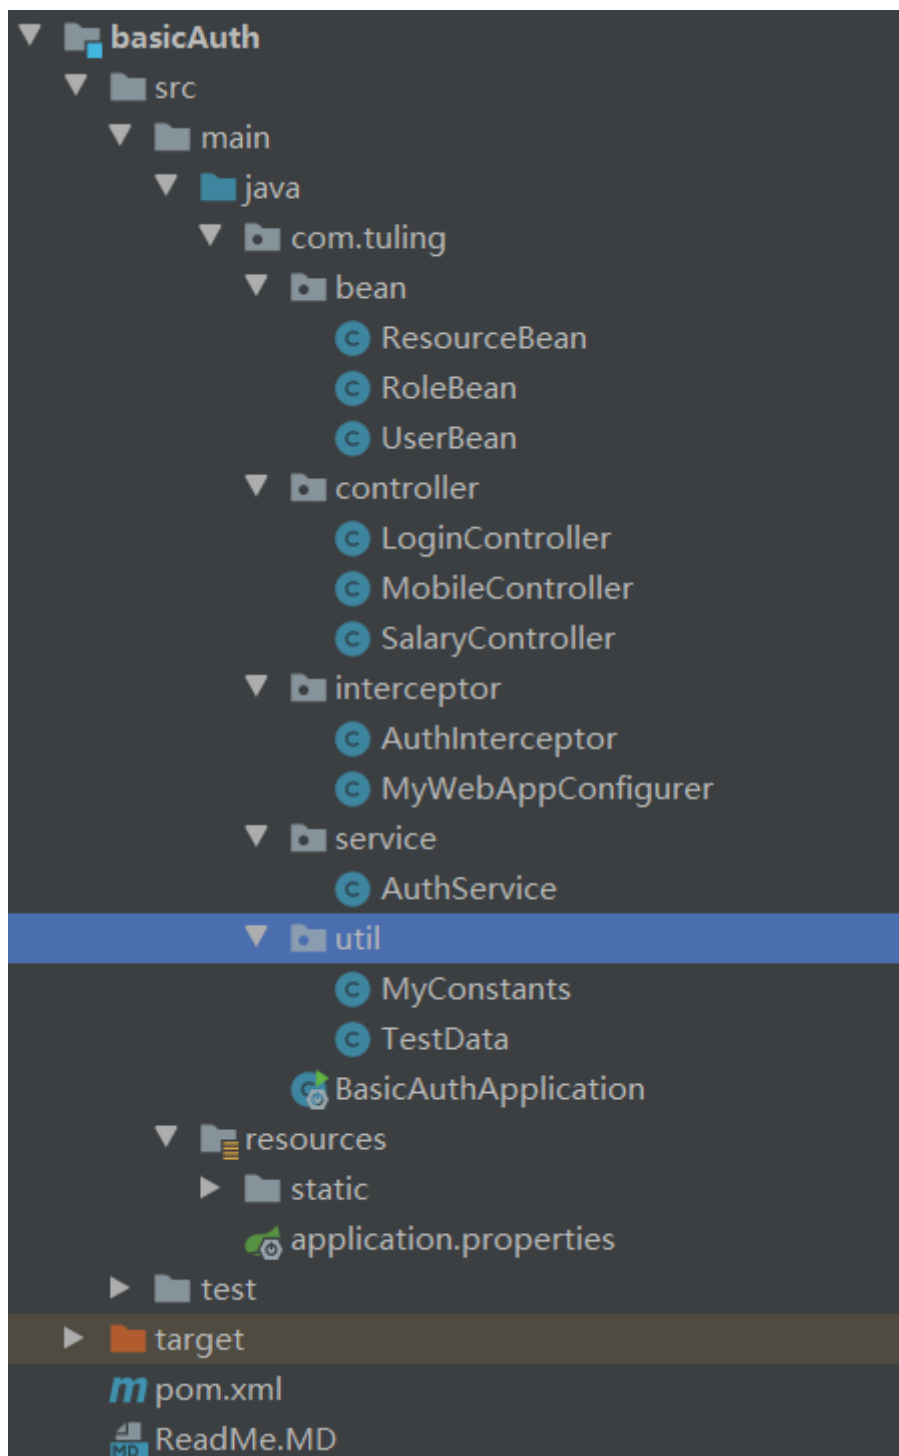 basicAuth
src
main
java
com.tuling
bean
ResourceBean
RoleBean
UserBean
controller
LoginController
MobileController
SalaryController
interceptor
AuthInterceptor
MyWebAppConfigurer
service
AuthService
util
MyConstants
TestData
BasicAuthApplication
resources
static
application.properties
test
target
pom.xml
ReadMe.MD